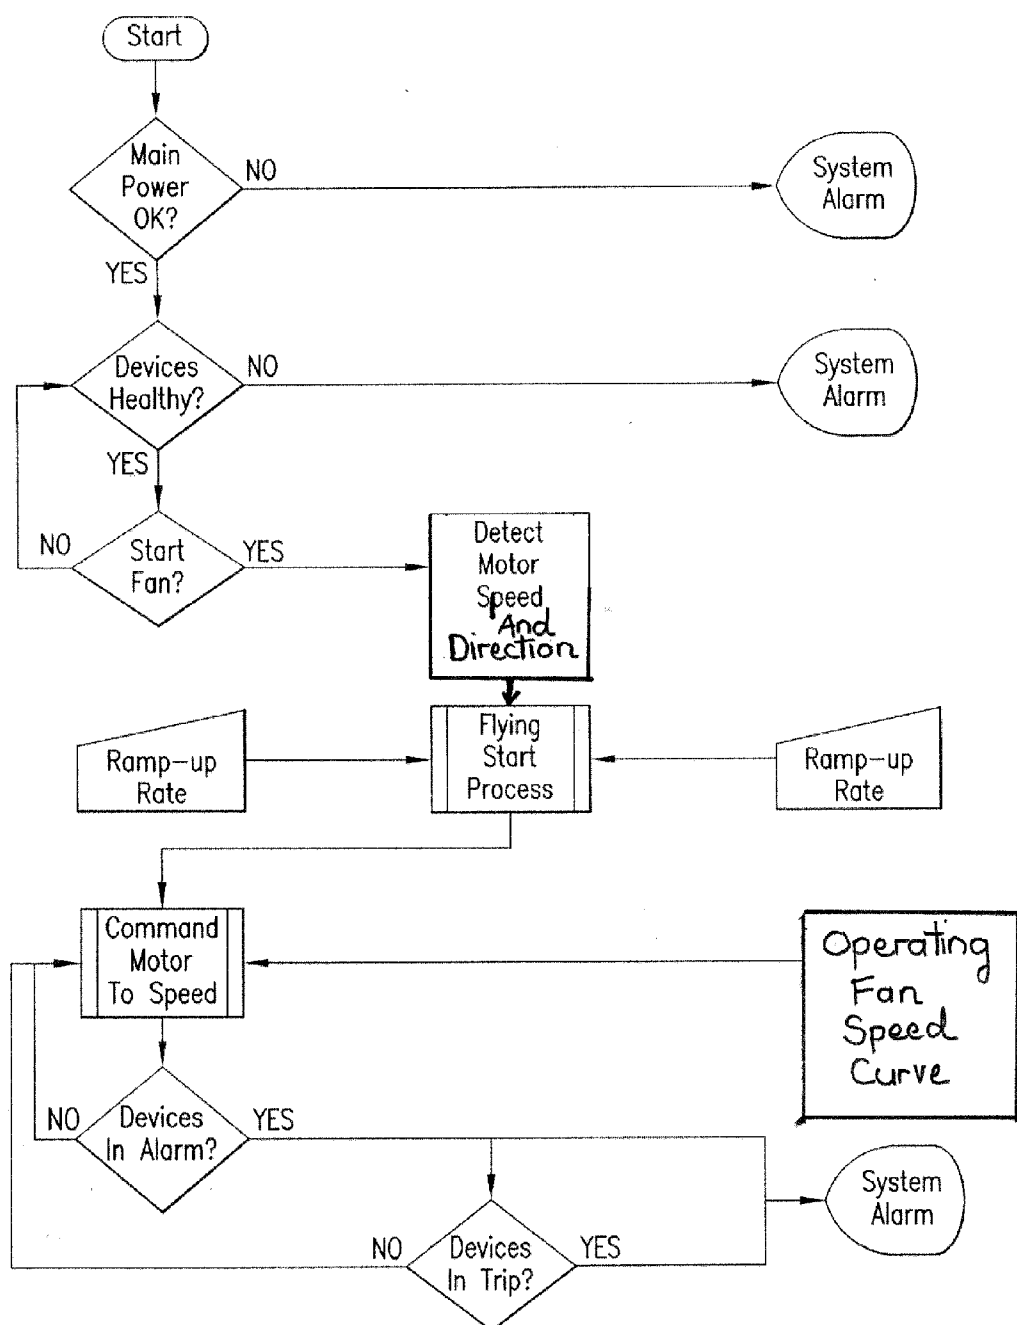 Start
Main
Power
OK?
NO
System
Alarm
YES
Devices
Healthy?
NO
System
Alarm
YES
NO
Start
Fan?
YES
Detect
Motor
Speed
And
Direction
Ramp-up
Rate
Flying
Start
Process
Ramp-up
Rate
Command
Motor
To Speed
Operating
Fan
Speed
Curve
NO
Devices
In Alarm?
YES
System
Alarm
NO
Devices
In Trip?
YES